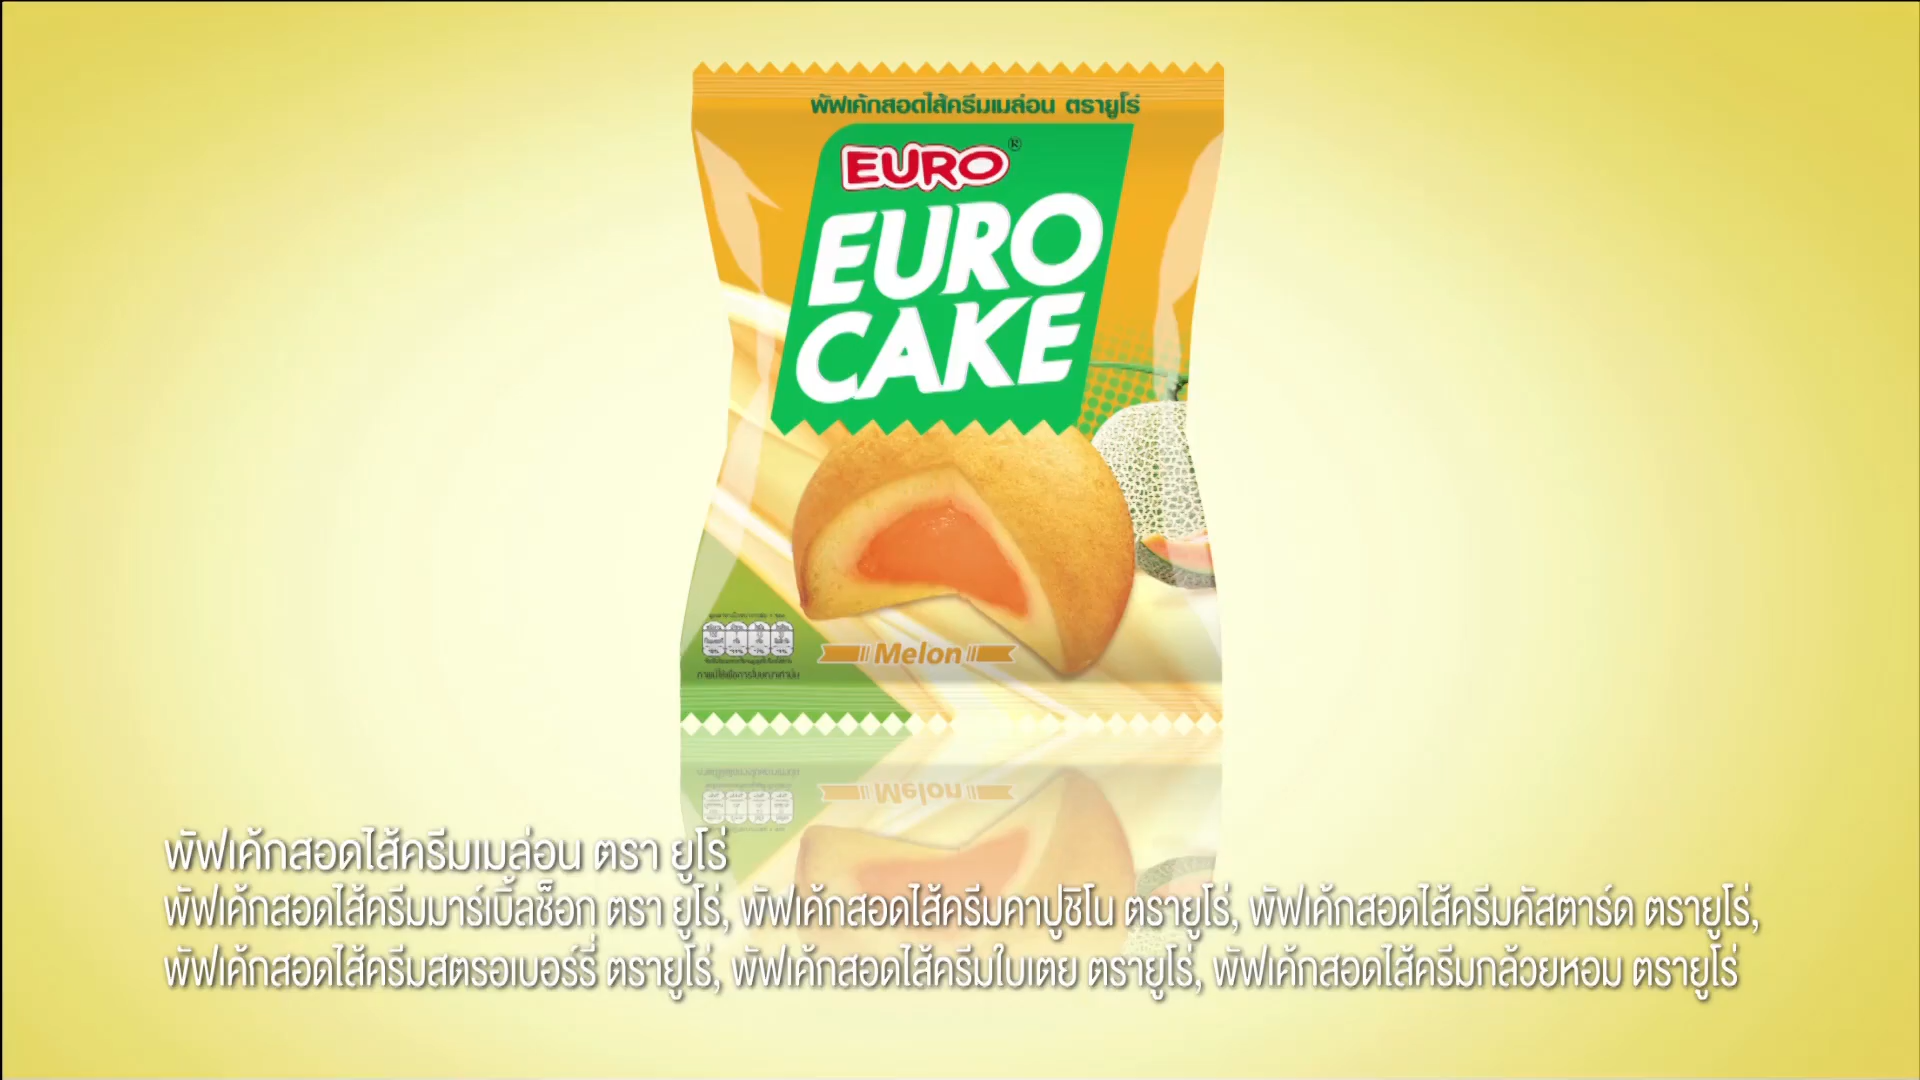 พัฟเค้กสอดไส้ครีมเมล่อน ตรายูโร่
EURO®
EURO
CAKE
Melon
พัฟเค้กสอดไส้ครีมเมล่อน ตรา ยูโร่
พัฟเค้กสอดไส้ครีมมาร์เบิ้ลช็อก ตรา ยูโร่, พัฟเค้กสอดไส้ครีมคาปูชิโน ตรายูโร่, พัฟเค้กสอดไส้ครีมคัสตาร์ด ตรายูโร่,
พัฟเค้กสอดไส้ครีมสตรอเบอร์รี่ ตรายูโร่, พัฟเค้กสอดไส้ครีมใบเตย ตรายูโร่, พัฟเค้กสอดไส้ครีมกล้วยหอม ตรายูโร่